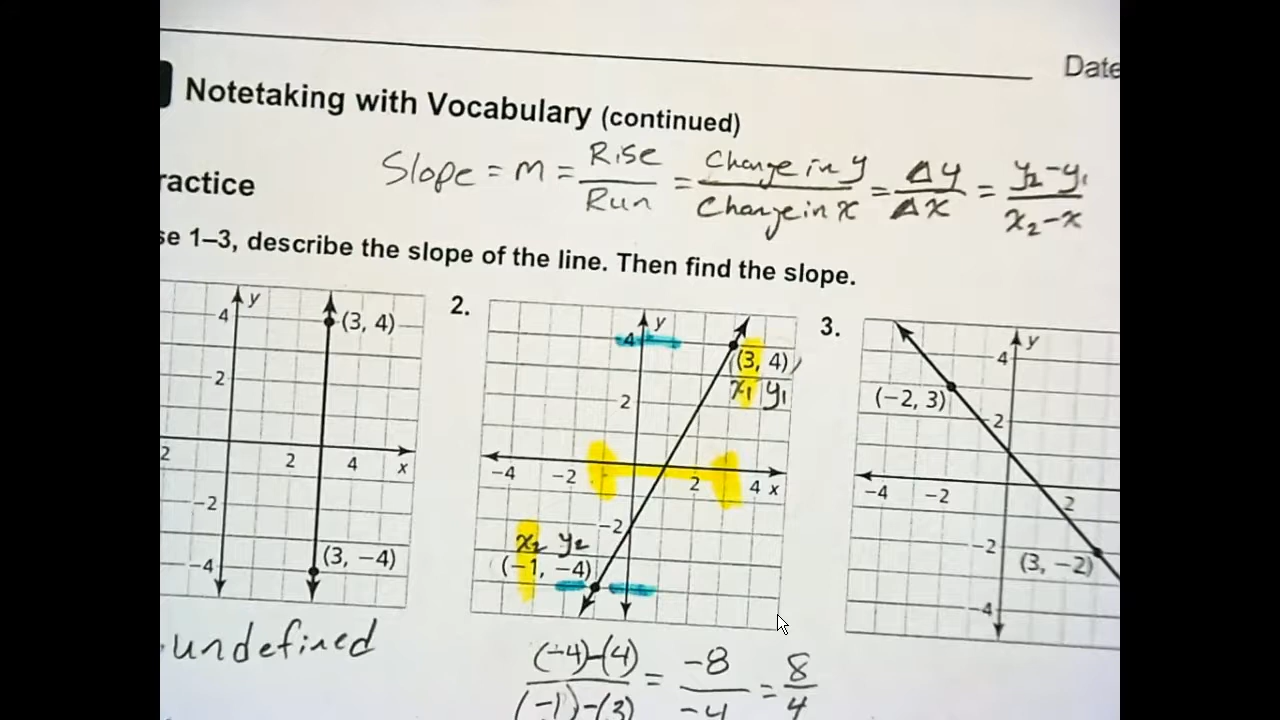 Date
Notetaking with Vocabulary (continued)
Slope = m = Rise/Run = Change in y/Change in x = Δy/Δx = y₂-y₁/x₂-x
ractice
se 1–3, describe the slope of the line. Then find the slope.
4 y (3, 4)
2
2 2 4 x
−2
−4 (3, −4)
undefined
2.
4 y (3, 4)
x₁ y₁
2
−4 −2 2 4 x
−2
x₂ y₂
(−1, −4)
(-4)-(4)/(-1)-(3) = -8/-4 = 8/4
3.
4 y
(−2, 3)
2
−4 −2 2
−2 (3, −2)
−4